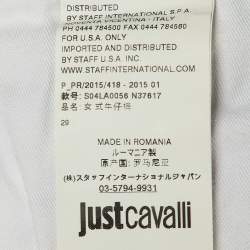 DISTRIBUTED
BY STAFF INTERNATIONAL S.P.A.
NOVENTA VICENTINA - ITALY
PH 0444 784500 FAX 0444 784580
FOR U.S.A. ONLY
IMPORTED AND DISTRIBUTED
BY STAFF U.S.A. INC.
WWW.STAFFINTERNATIONAL.COM
P_PR/2015/418 - 2015 01
款号: S04LA0056 N37617
品名: 女式牛仔裤
29
MADE IN ROMANIA
ルーマニア製
原产国: 罗马尼亚
(株)スタッフインターナショナルジャパン
03-5794-9931
justcavalli